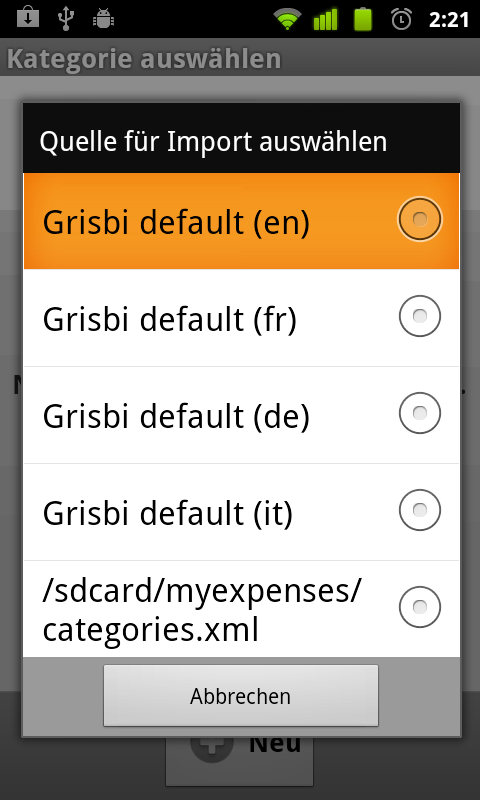 2:21
Kategorie auswählen
Quelle für Import auswählen
Grisbi default (en)
Grisbi default (fr)
Grisbi default (de)
Grisbi default (it)
/sdcard/myexpenses/
categories.xml
Abbrechen
Neu